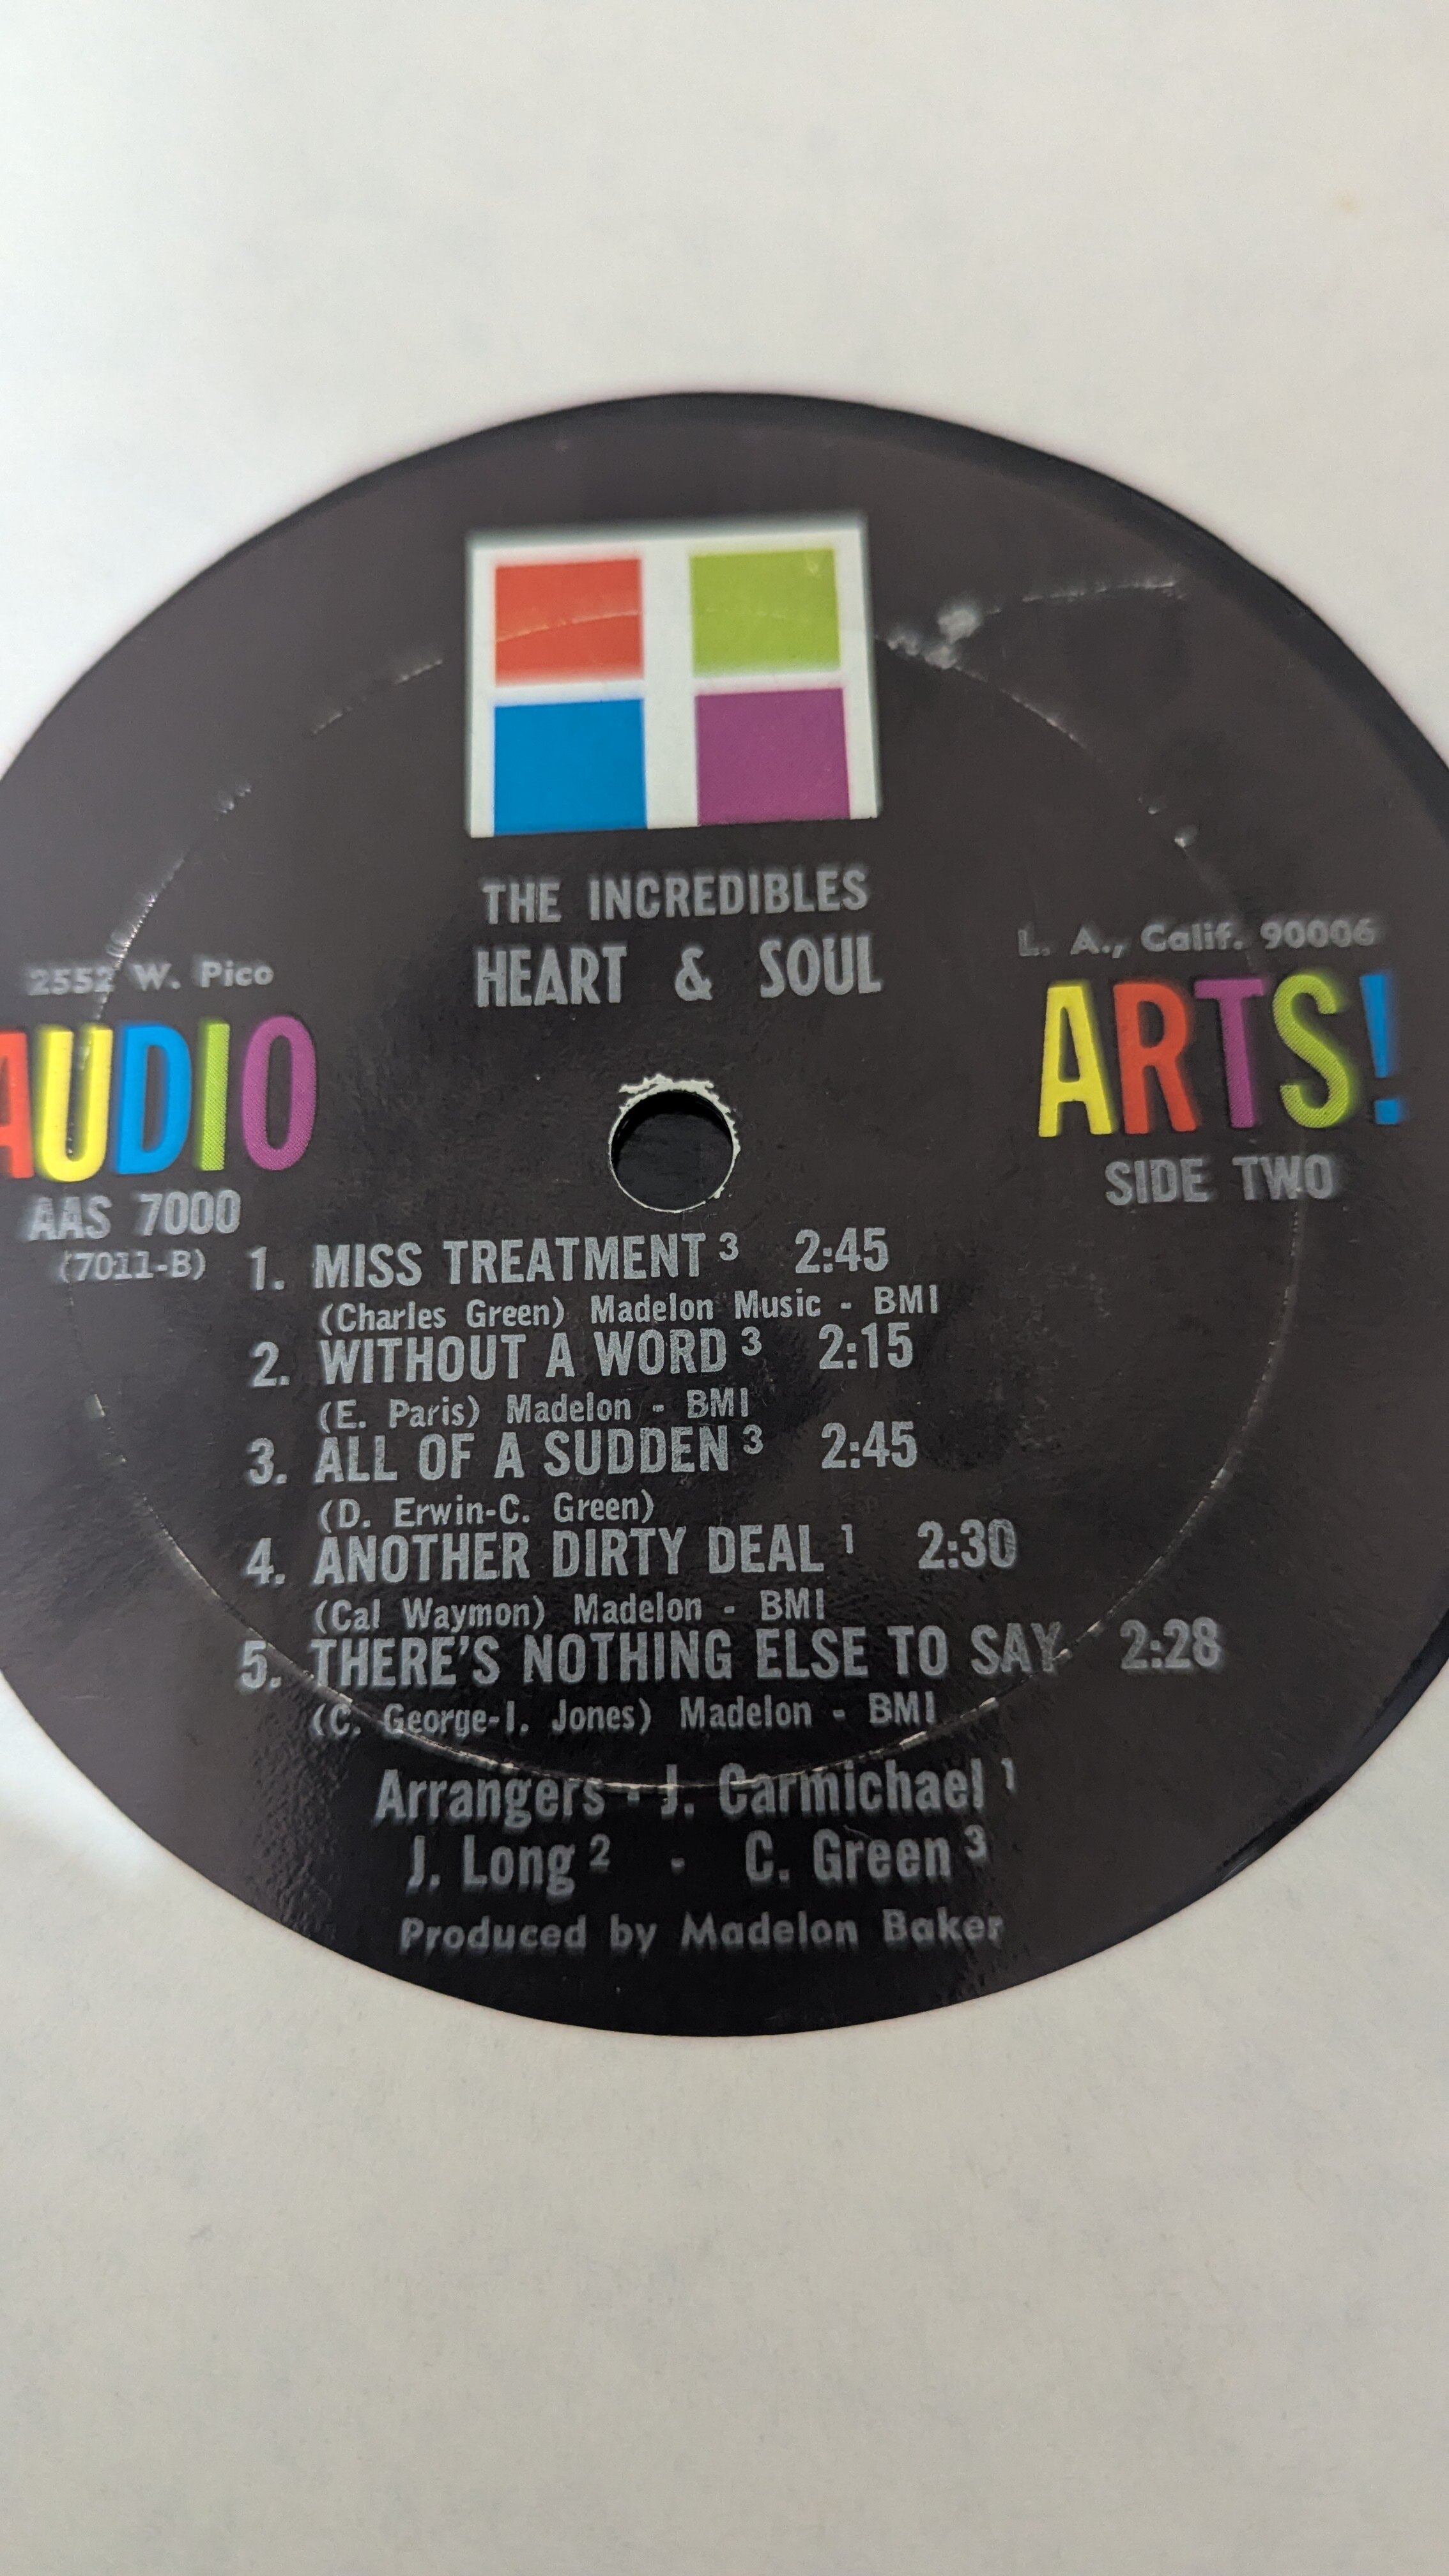 THE INCREDIBLES
HEART & SOUL
2552 W. Pico
L. A., Calif. 90006
AUDIO
ARTS!
AAS 7000
(7011-B)
SIDE TWO
1. MISS TREATMENT ³ 2:45
(Charles Green) Madelon Music - BMI
2. WITHOUT A WORD ³ 2:15
(E. Paris) Madelon - BMI
3. ALL OF A SUDDEN ³ 2:45
(D. Erwin-C. Green)
4. ANOTHER DIRTY DEAL ¹ 2:30
(Cal Waymon) Madelon - BMI
5. THERE'S NOTHING ELSE TO SAY 2:28
(C. George-I. Jones) Madelon - BMI
Arrangers - J. Carmichael ¹
J. Long ² - C. Green ³
Produced by Madelon Baker